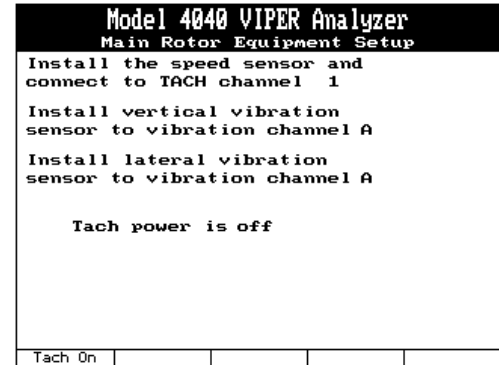 Model 4040 VIPER Analyzer
Main Rotor Equipment Setup
Install the speed sensor and
connect to TACH channel 1
Install vertical vibration
sensor to vibration channel A
Install lateral vibration
sensor to vibration channel A
Tach power is off
Tach On